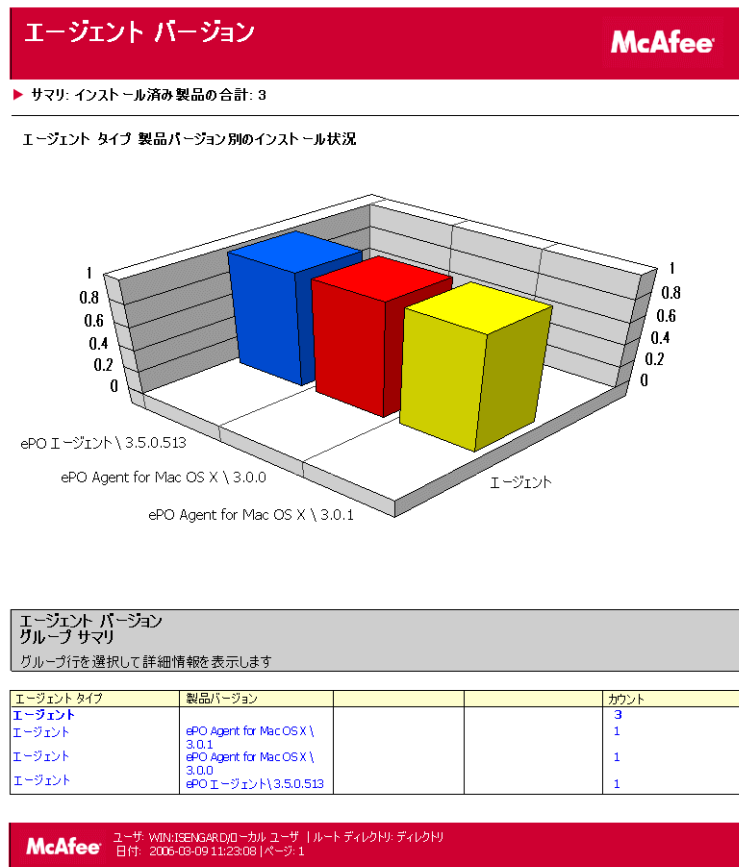 エージェント バージョン
McAfee
サマリ: インストール済み製品の合計: 3
エージェント タイプ 製品バージョン別のインストール状況
1
0.8
0.6
0.4
0.2
0
1
0.8
0.6
0.4
0.2
0
ePO エージェント \ 3.5.0.513
ePO Agent for Mac OS X \ 3.0.0
ePO Agent for Mac OS X \ 3.0.1
エージェント
エージェント バージョン
グループ サマリ
グループ行を選択して詳細情報を表示します
エージェント タイプ 製品バージョン カウント
エージェント 3
エージェント ePO Agent for Mac OS X \ 1
3.0.1
エージェント ePO Agent for Mac OS X \ 1
3.0.0
エージェント ePO エージェント \ 3.5.0.513 1
McAfee
ユーザ: WIN:ISENGARD/ローカル ユーザ | ルート ディレクトリ: ディレクトリ
日付: 2006-03-09 11:23:08 | ページ: 1